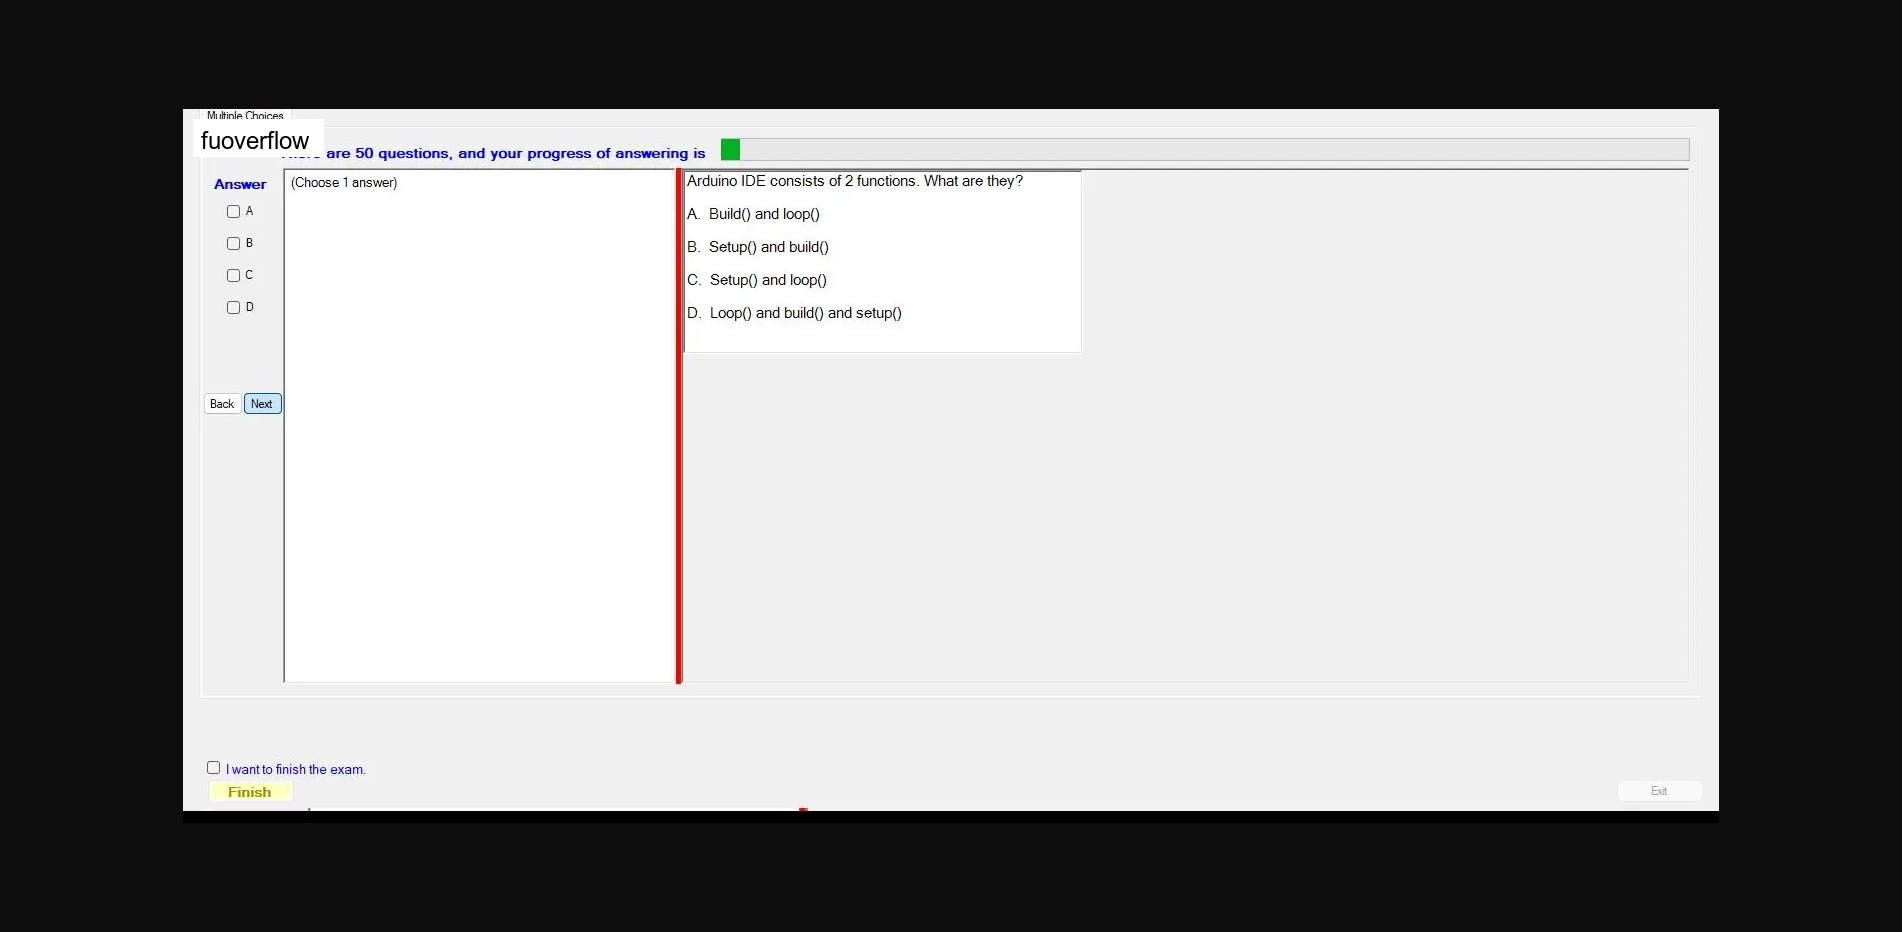 Multiple Choices
fuoverflow
are 50 questions, and your progress of answering is
Answer
(Choose 1 answer)
A
B
C
D
Back Next
Arduino IDE consists of 2 functions. What are they?
A. Build() and loop()
B. Setup() and build()
C. Setup() and loop()
D. Loop() and build() and setup()
I want to finish the exam.
Finish
Exit